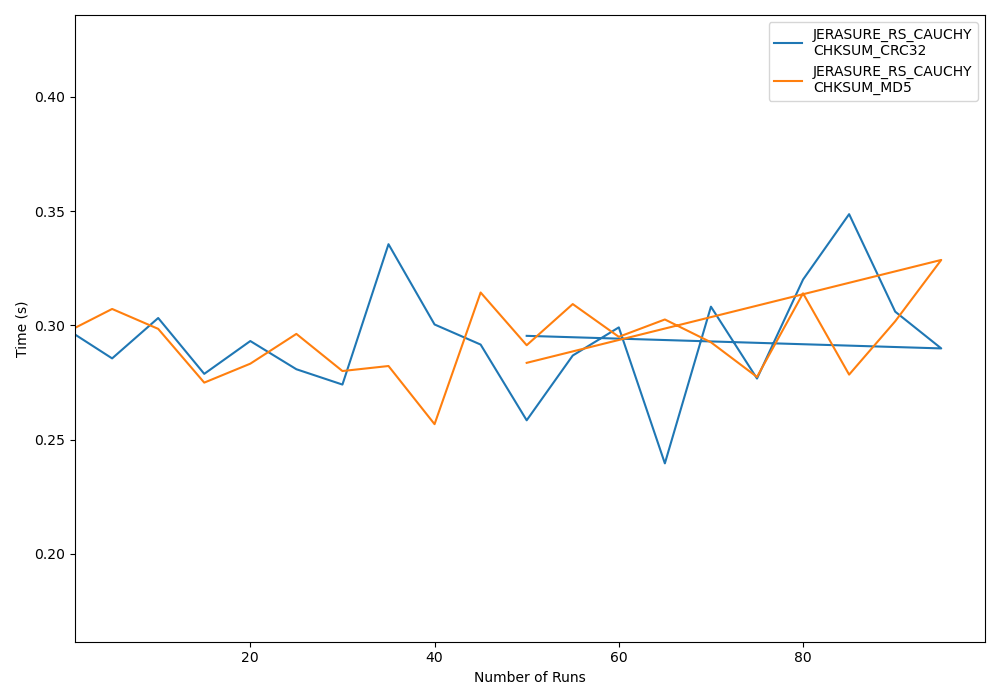 JERASURE_RS_CAUCHY
CHKSUM_CRC32
JERASURE_RS_CAUCHY
CHKSUM_MD5
0.40
0.35
0.30
0.25
0.20
Time (s)
20 40 60 80
Number of Runs